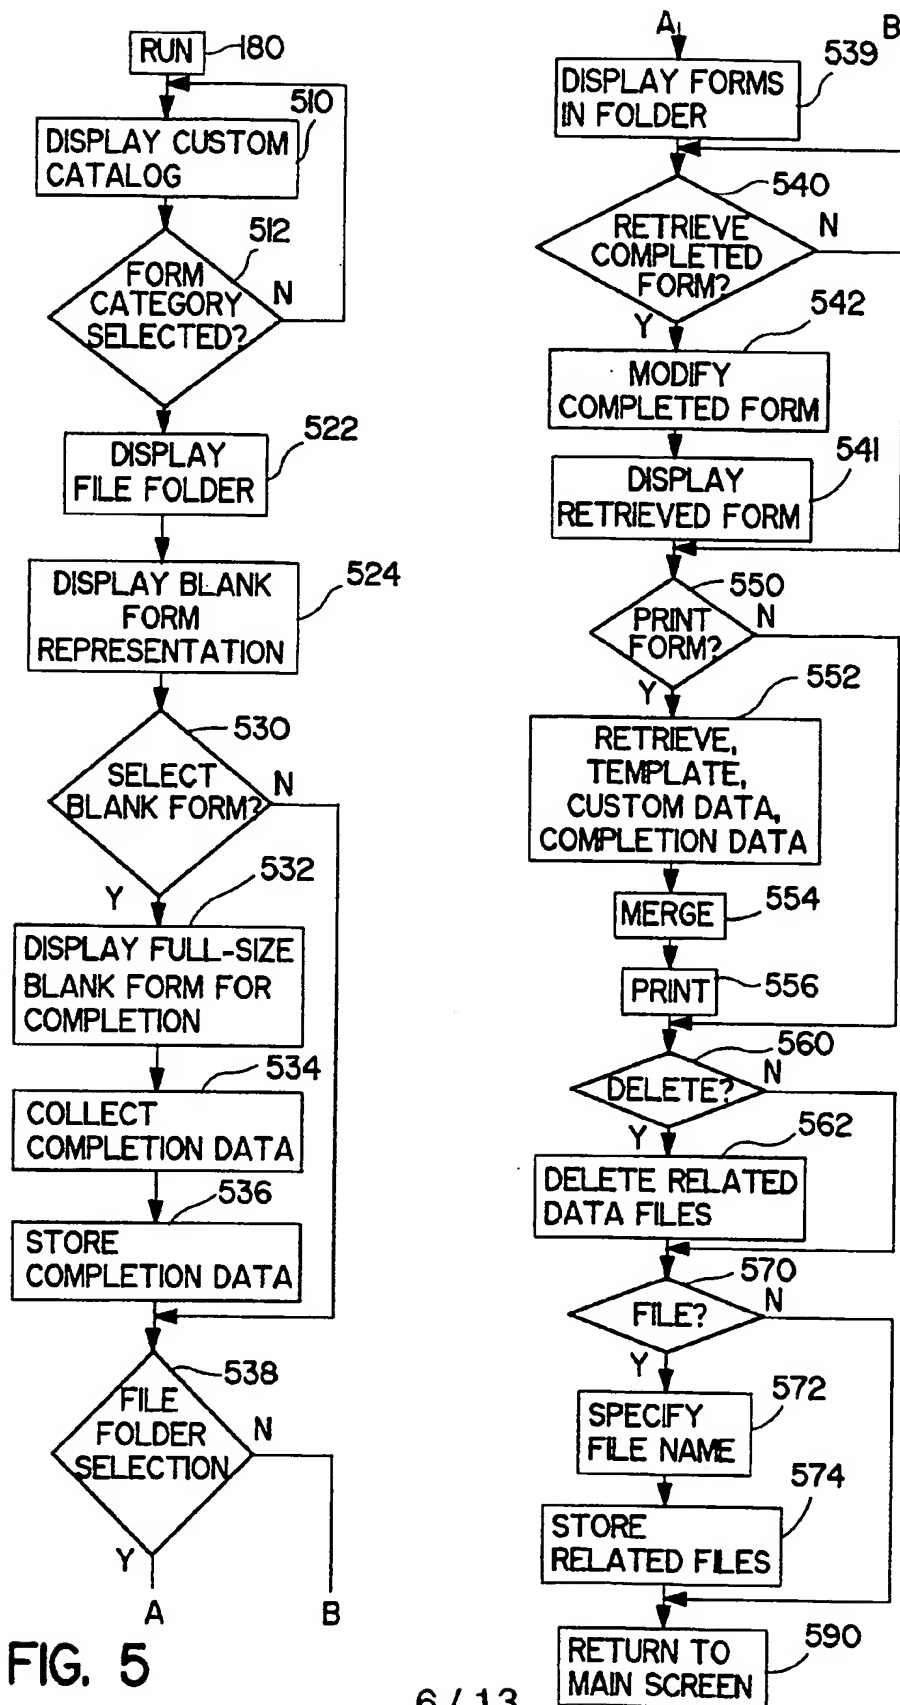 RUN
180
510
DISPLAY CUSTOM
CATALOG
512
FORM
CATEGORY
SELECTED?
N
522
DISPLAY
FILE FOLDER
524
DISPLAY BLANK
FORM
REPRESENTATION
530
SELECT
BLANK FORM?
N
Y
532
DISPLAY FULL-SIZE
BLANK FORM FOR
COMPLETION
534
COLLECT
COMPLETION DATA
536
STORE
COMPLETION DATA
538
FILE
FOLDER
SELECTION
N
Y
A
B
FIG. 5
A
B
539
DISPLAY FORMS
IN FOLDER
540
RETRIEVE
COMPLETED
FORM?
N
Y
542
MODIFY
COMPLETED FORM
541
DISPLAY
RETRIEVED FORM
550
PRINT
FORM?
N
Y
552
RETRIEVE,
TEMPLATE,
CUSTOM DATA,
COMPLETION DATA
MERGE
554
PRINT
556
560
DELETE?
N
Y
562
DELETE RELATED
DATA FILES
570
FILE?
N
Y
572
SPECIFY
FILE NAME
574
STORE
RELATED FILES
590
RETURN TO
MAIN SCREEN
6 / 13